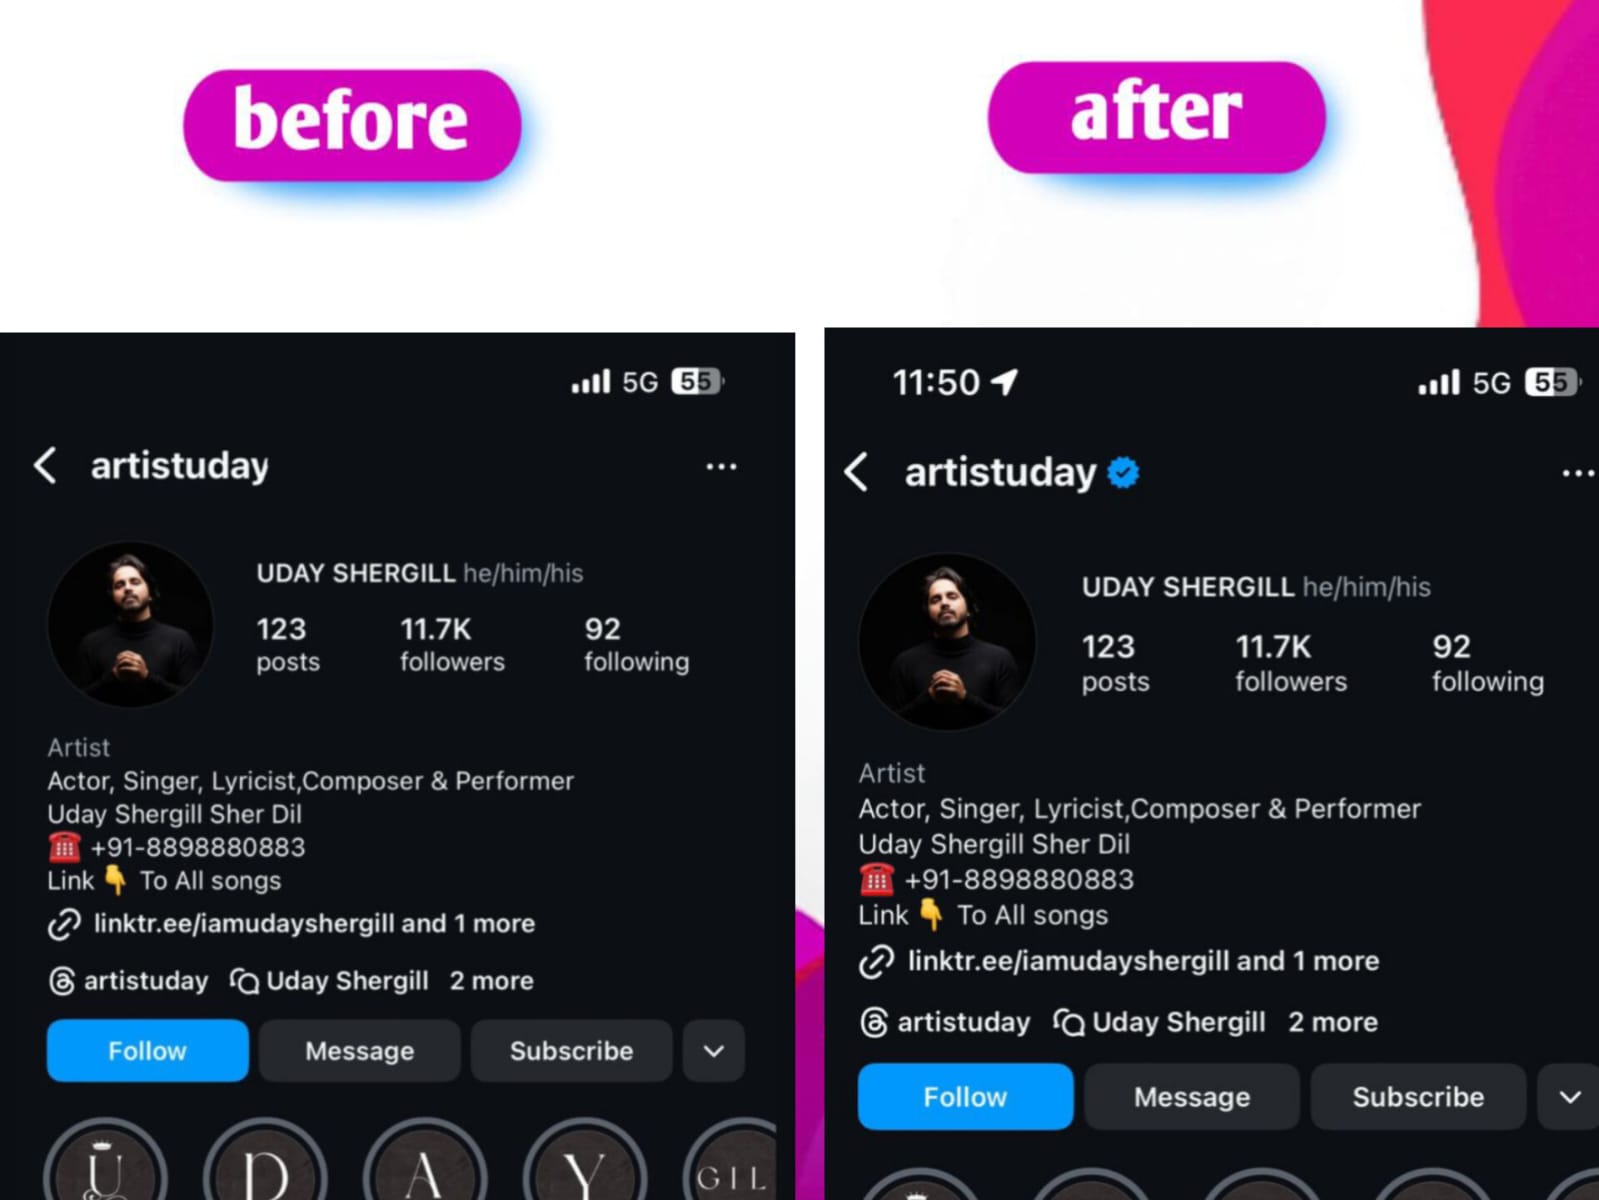 before
after
5G 55
artistuday
UDAY SHERGILL he/him/his
123 11.7K 92
posts followers following
Artist
Actor, Singer, Lyricist,Composer & Performer
Uday Shergill Sher Dil
☎️ +91-8898880883
Link 👇 To All songs
linktr.ee/iamudayshergill and 1 more
artistuday Uday Shergill 2 more
Follow Message Subscribe
U D A Y GIL
11:50 5G 55
artistuday
UDAY SHERGILL he/him/his
123 11.7K 92
posts followers following
Artist
Actor, Singer, Lyricist,Composer & Performer
Uday Shergill Sher Dil
☎️ +91-8898880883
Link 👇 To All songs
linktr.ee/iamudayshergill and 1 more
artistuday Uday Shergill 2 more
Follow Message Subscribe